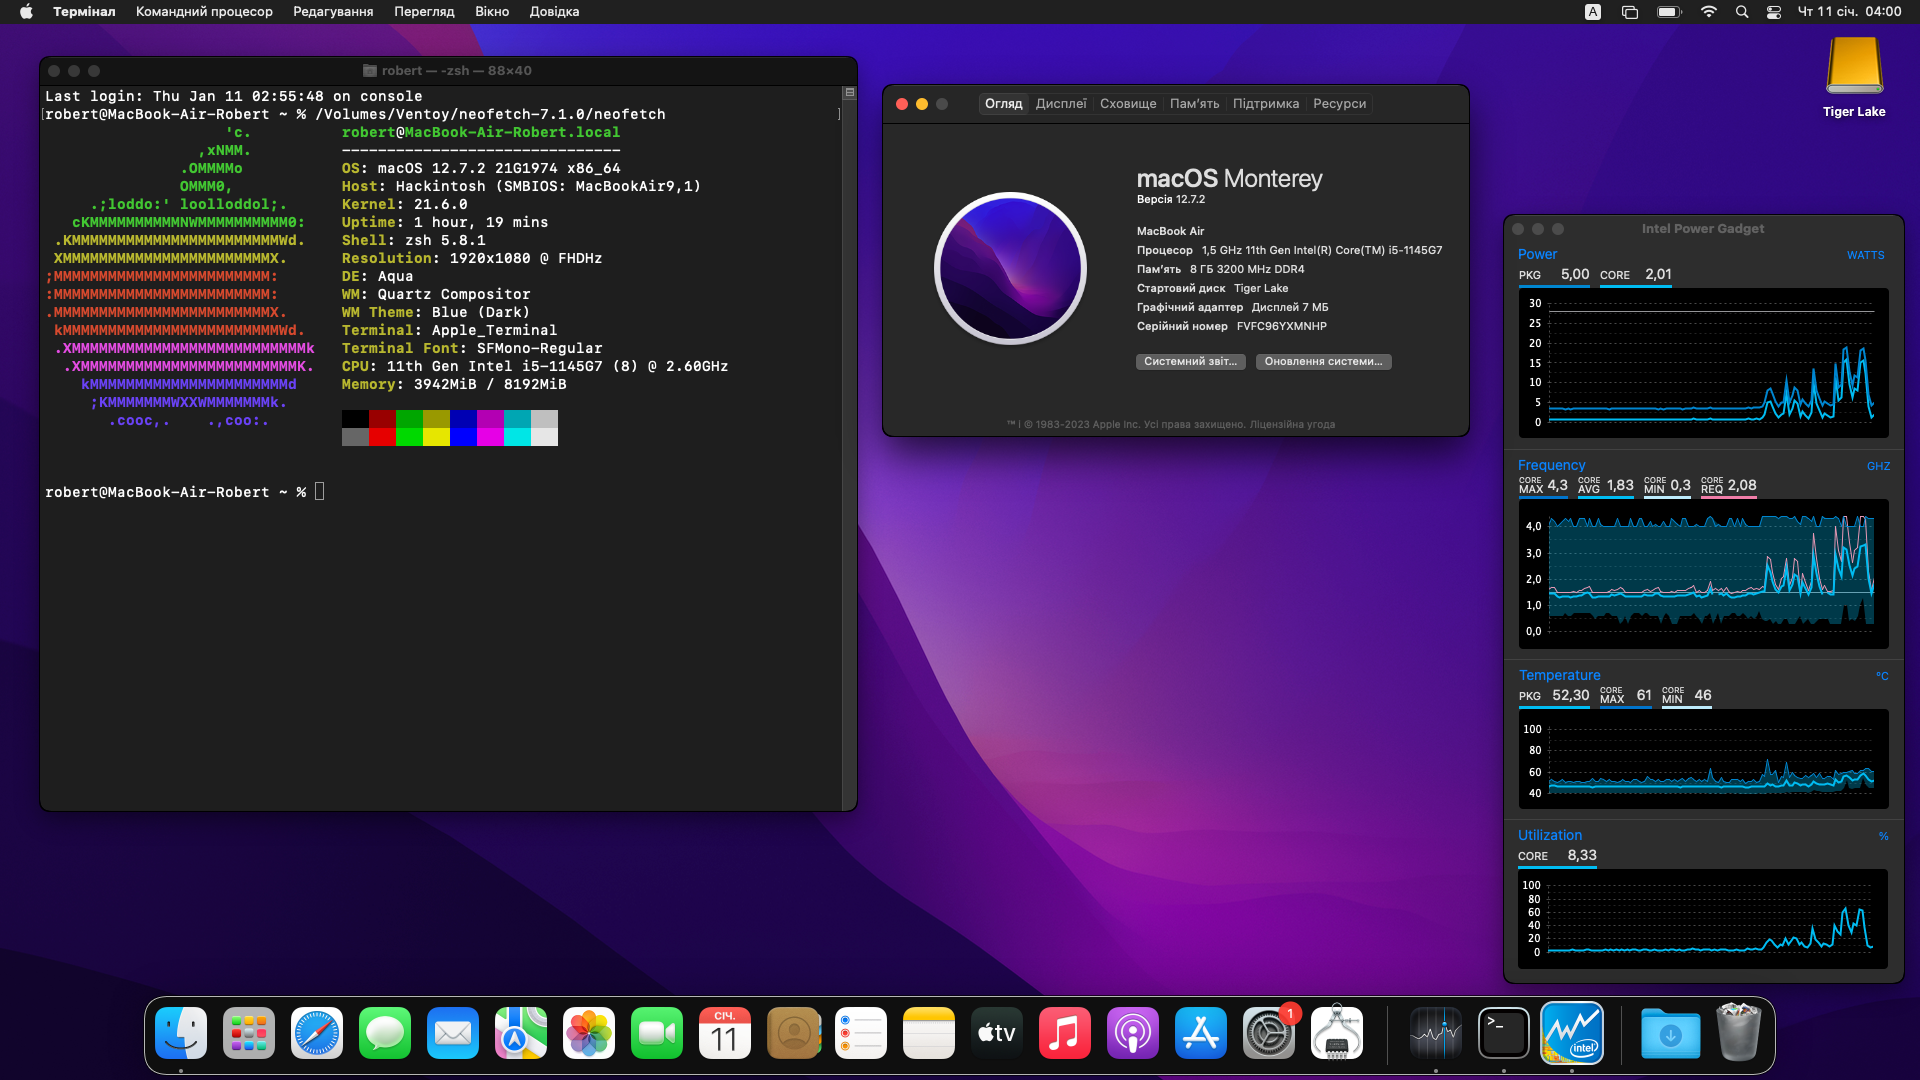 Термінал Командний процесор Редагування Перегляд Вікно Довідка
A Чт 11 січ. 04:00
robert — -zsh — 88×40
Last login: Thu Jan 11 02:55:48 on console
[robert@MacBook-Air-Robert ~ % /Volumes/Ventoy/neofetch-7.1.0/neofetch ]
'c. robert@MacBook-Air-Robert.local
,xNMM. -------------------------------
.OMMMMo OS: macOS 12.7.2 21G1974 x86_64
OMMM0, Host: Hackintosh (SMBIOS: MacBookAir9,1)
.;loddo:' loolloddol;. Kernel: 21.6.0
cKMMMMMMMMMMNWMMMMMMMMMM0: Uptime: 1 hour, 19 mins
.KMMMMMMMMMMMMMMMMMMMMMMMWd. Shell: zsh 5.8.1
XMMMMMMMMMMMMMMMMMMMMMMMX. Resolution: 1920x1080 @ FHDHz
;MMMMMMMMMMMMMMMMMMMMMMMM: DE: Aqua
:MMMMMMMMMMMMMMMMMMMMMMMM: WM: Quartz Compositor
.MMMMMMMMMMMMMMMMMMMMMMMMX. WM Theme: Blue (Dark)
kMMMMMMMMMMMMMMMMMMMMMMMMWd. Terminal: Apple_Terminal
.XMMMMMMMMMMMMMMMMMMMMMMMMMMk Terminal Font: SFMono-Regular
.XMMMMMMMMMMMMMMMMMMMMMMMMK. CPU: 11th Gen Intel i5-1145G7 (8) @ 2.60GHz
kMMMMMMMMMMMMMMMMMMMMMMd Memory: 3942MiB / 8192MiB
;KMMMMMMMWXXWMMMMMMMk.
.cooc,. .,coo:.
robert@MacBook-Air-Robert ~ %
Огляд Дисплеї Сховище Пам’ять Підтримка Ресурси
macOS Monterey
Версія 12.7.2
MacBook Air
Процесор 1,5 GHz 11th Gen Intel(R) Core(TM) i5-1145G7
Пам’ять 8 ГБ 3200 MHz DDR4
Стартовий диск Tiger Lake
Графічний адаптер Дисплей 7 МБ
Серійний номер FVFC96YXMNHP
Системний звіт... Оновлення системи...
™ і © 1983-2023 Apple Inc. Усі права захищено. Ліцензійна угода
Tiger Lake
Intel Power Gadget
Power WATTS
PKG 5,00 CORE 2,01
30
25
20
15
10
5
0
Frequency GHZ
CORE MAX 4,3 CORE AVG 1,83 CORE MIN 0,3 CORE REQ 2,08
4,0
3,0
2,0
1,0
0,0
Temperature °C
PKG 52,30 CORE MAX 61 CORE MIN 46
100
80
60
40
Utilization %
CORE 8,33
100
80
60
40
20
0
СІЧ.
11
tv
1
>_
intel